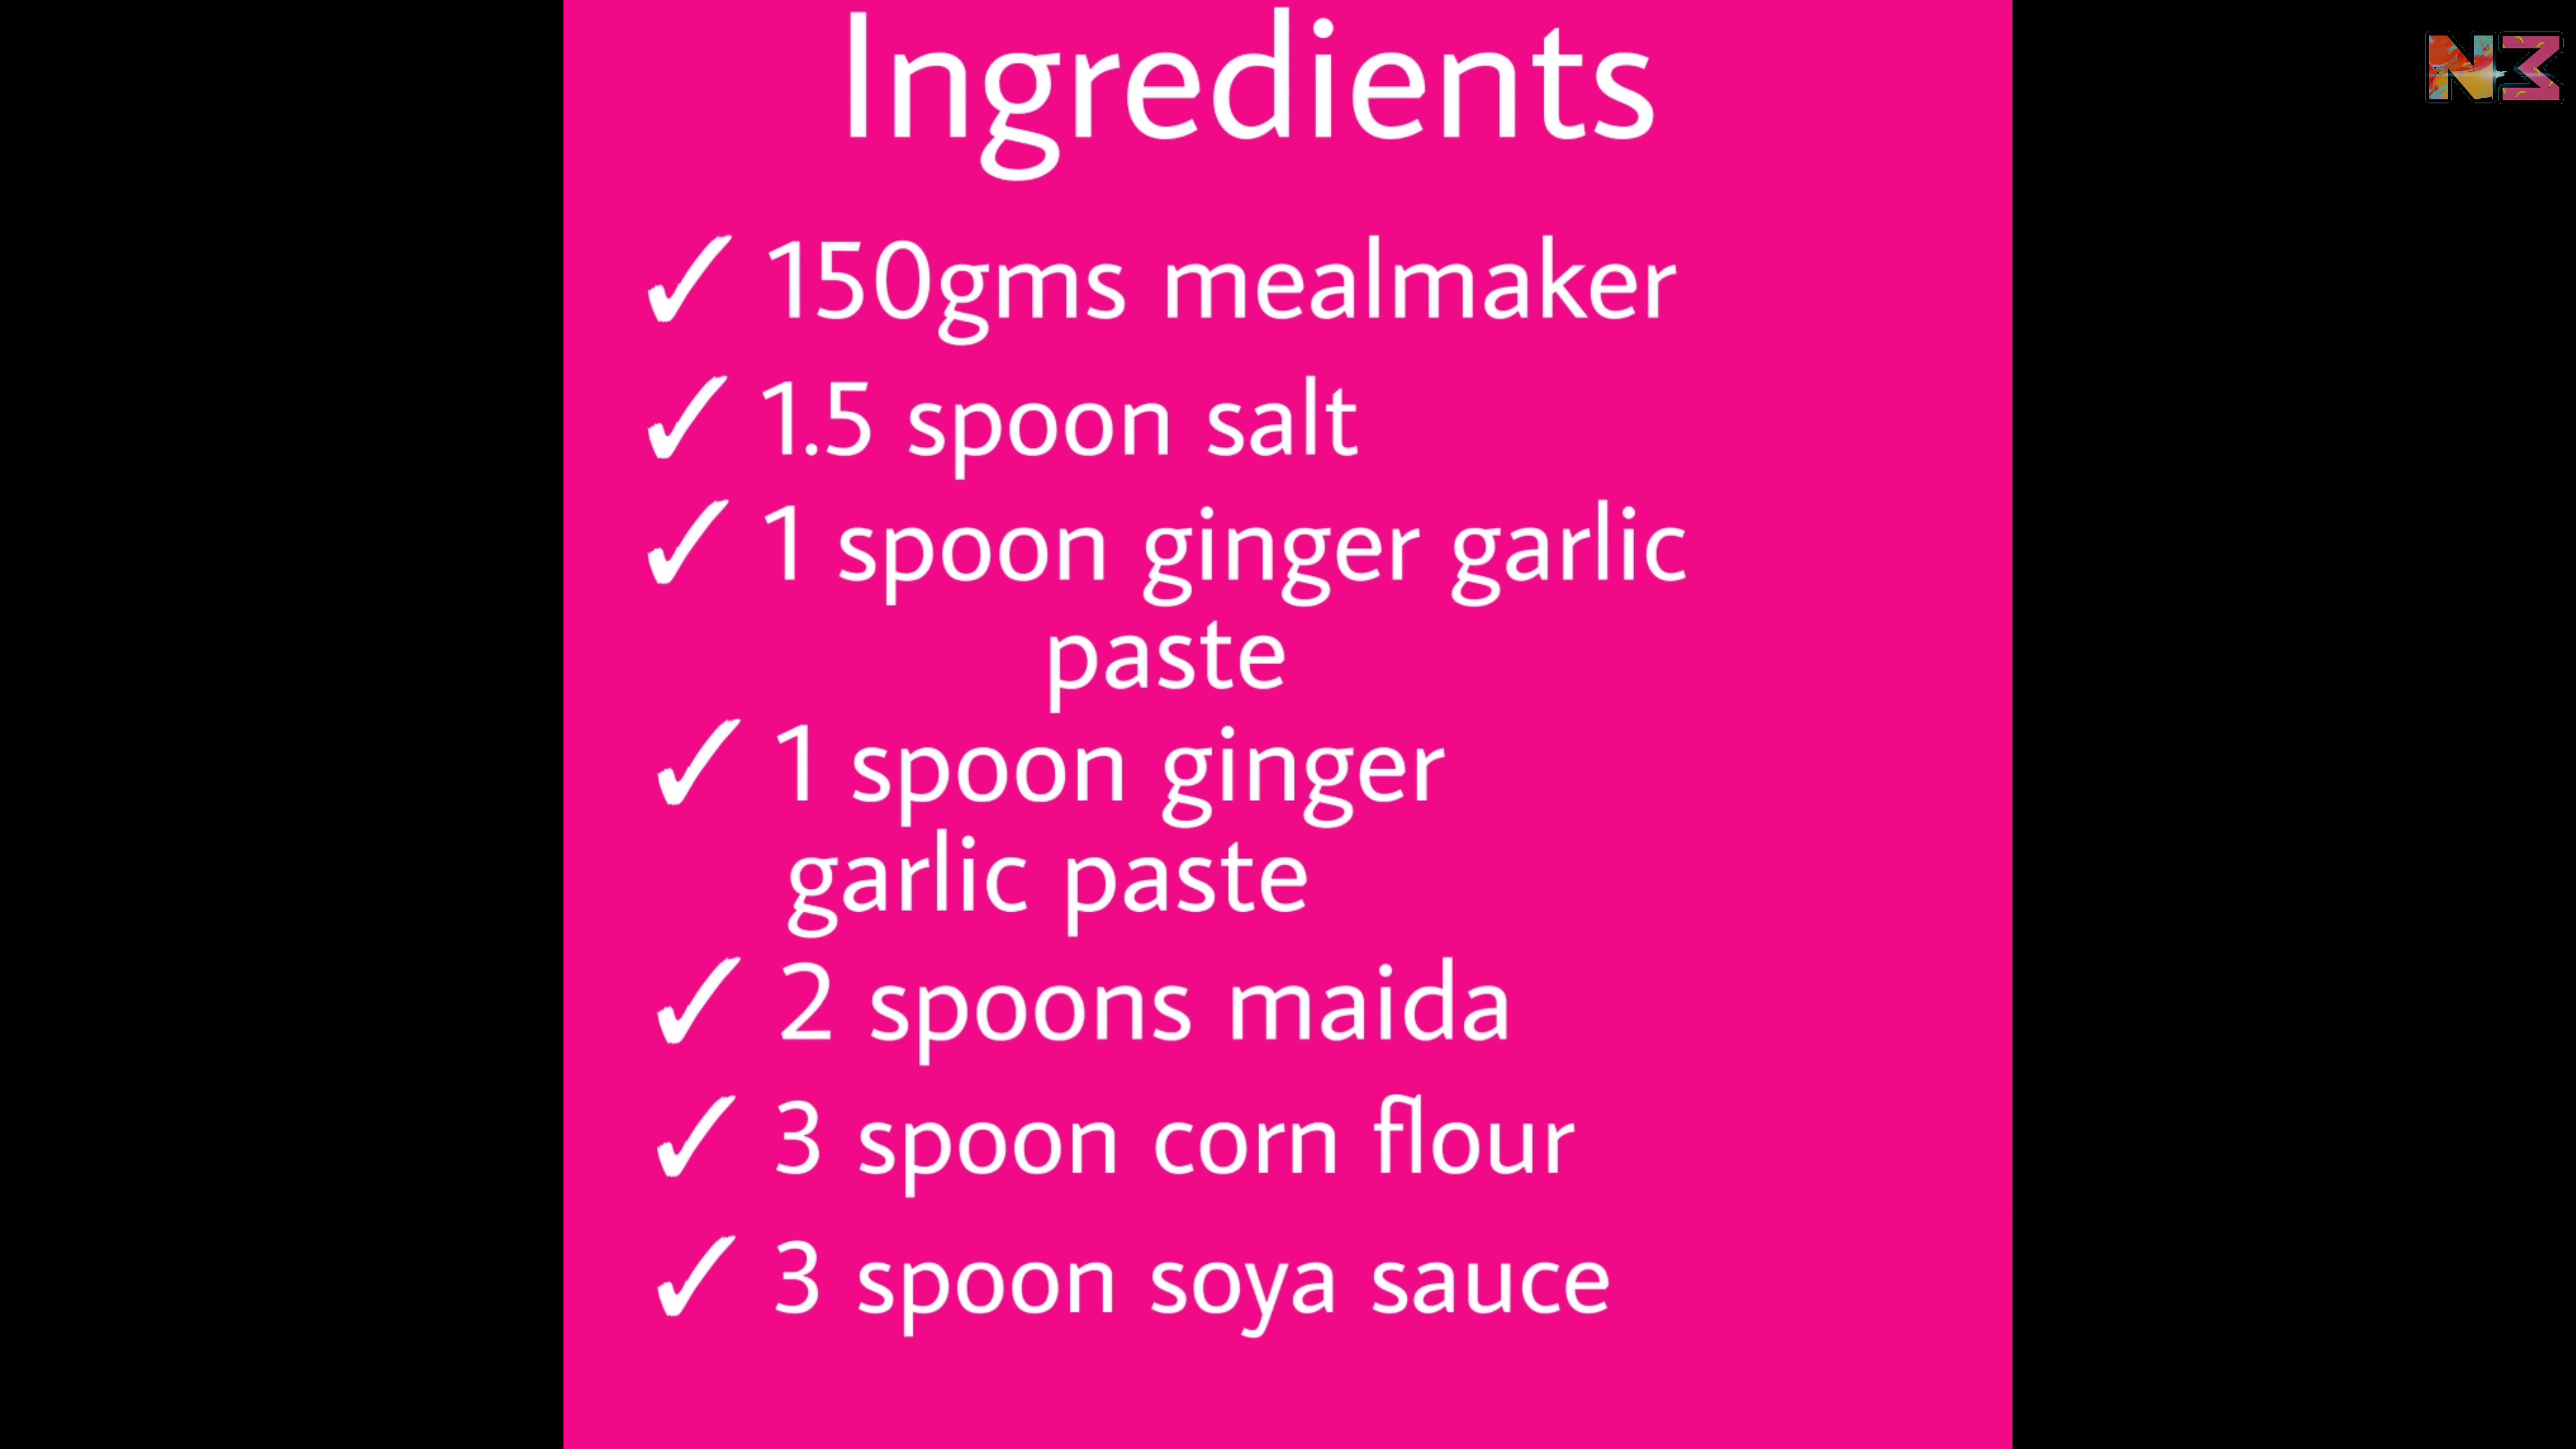 Ingredients
N3
✓ 150gms mealmaker
✓ 1.5 spoon salt
✓ 1 spoon ginger garlic
paste
✓ 1 spoon ginger
garlic paste
✓ 2 spoons maida
✓ 3 spoon corn flour
✓ 3 spoon soya sauce